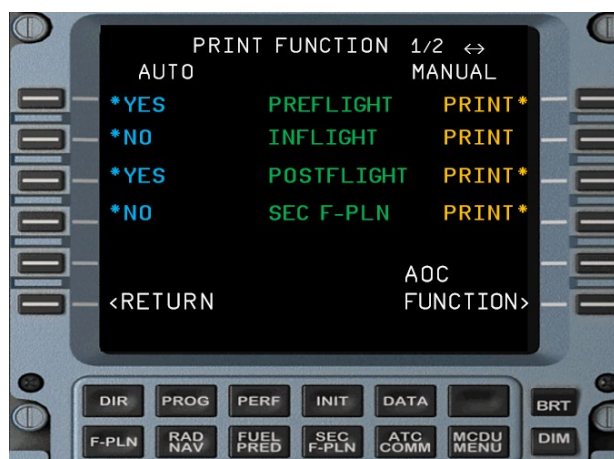 PRINT FUNCTION 1/2 ↔
AUTO MANUAL
*YES PREFLIGHT PRINT*
*NO INFLIGHT PRINT
*YES POSTFLIGHT PRINT*
*NO SEC F-PLN PRINT*
AOC
<RETURN FUNCTION>
DIR PROG PERF INIT DATA BRT
F-PLN RAD NAV FUEL PRED SEC F-PLN ATC COMM MCDU MENU DIM